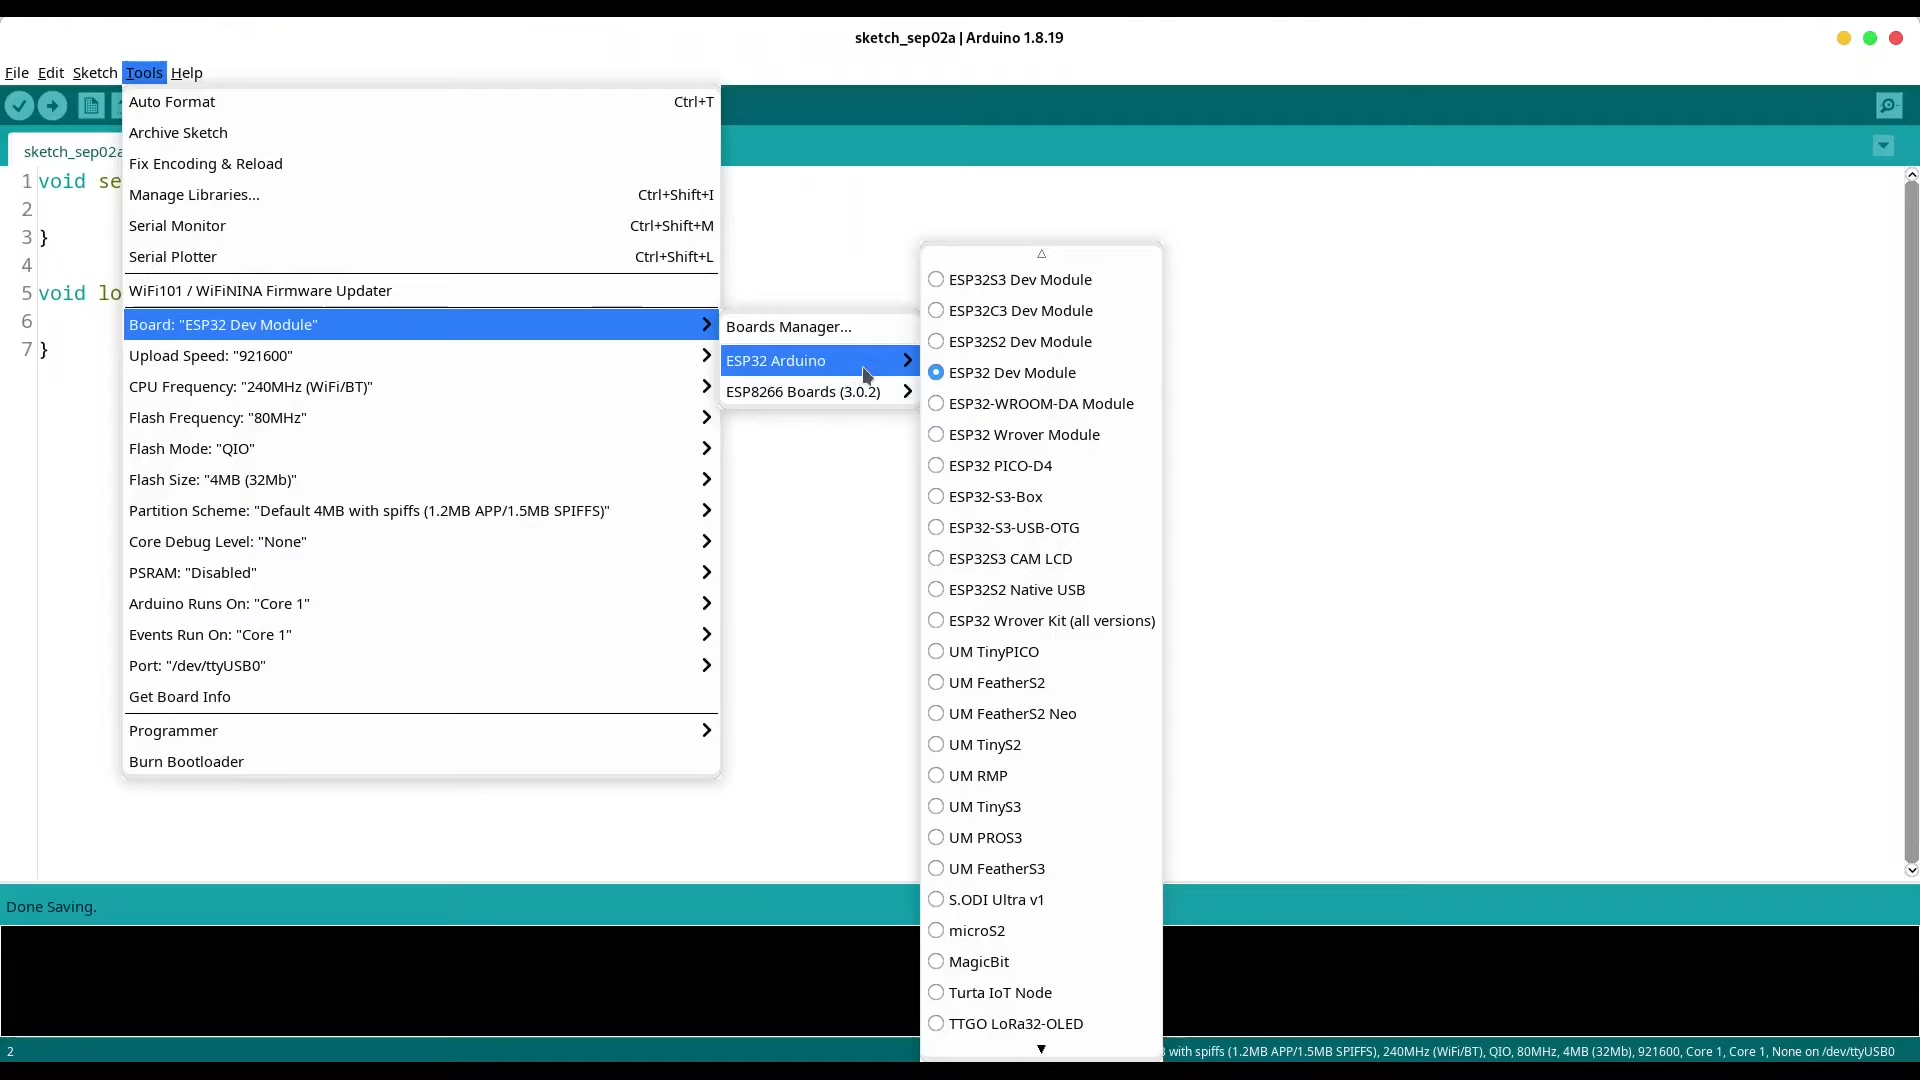 sketch_sep02a | Arduino 1.8.19
File Edit Sketch Tools Help
Auto Format Ctrl+T
Archive Sketch
Fix Encoding & Reload
Manage Libraries... Ctrl+Shift+I
Serial Monitor Ctrl+Shift+M
Serial Plotter Ctrl+Shift+L
WiFi101 / WiFiNINA Firmware Updater
Board: "ESP32 Dev Module"
Upload Speed: "921600"
CPU Frequency: "240MHz (WiFi/BT)"
Flash Frequency: "80MHz"
Flash Mode: "QIO"
Flash Size: "4MB (32Mb)"
Partition Scheme: "Default 4MB with spiffs (1.2MB APP/1.5MB SPIFFS)"
Core Debug Level: "None"
PSRAM: "Disabled"
Arduino Runs On: "Core 1"
Events Run On: "Core 1"
Port: "/dev/ttyUSB0"
Get Board Info
Programmer
Burn Bootloader
Boards Manager...
ESP32 Arduino
ESP8266 Boards (3.0.2)
ESP32S3 Dev Module
ESP32C3 Dev Module
ESP32S2 Dev Module
ESP32 Dev Module
ESP32-WROOM-DA Module
ESP32 Wrover Module
ESP32 PICO-D4
ESP32-S3-Box
ESP32-S3-USB-OTG
ESP32S3 CAM LCD
ESP32S2 Native USB
ESP32 Wrover Kit (all versions)
UM TinyPICO
UM FeatherS2
UM FeatherS2 Neo
UM TinyS2
UM RMP
UM TinyS3
UM PROS3
UM FeatherS3
S.ODI Ultra v1
microS2
MagicBit
Turta IoT Node
TTGO LoRa32-OLED
sketch_sep02a
1 void se
2
3 }
4
5 void lo
6
7 }
Done Saving.
2
with spiffs (1.2MB APP/1.5MB SPIFFS), 240MHz (WiFi/BT), QIO, 80MHz, 4MB (32Mb), 921600, Core 1, Core 1, None on /dev/ttyUSB0